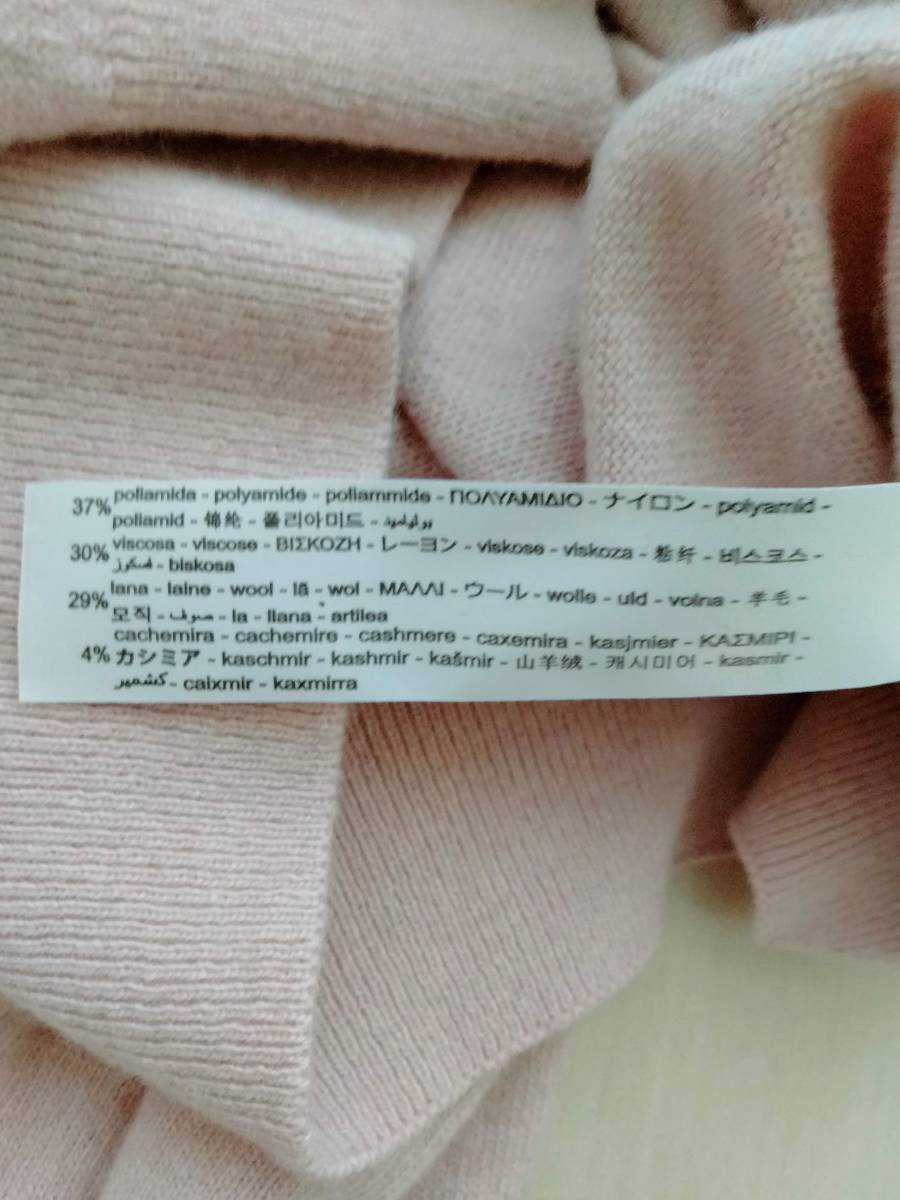 37% poliamida - polyamide - poliammide - ΠΟΛΥΑΜΙΔΙΟ - ナイロン - polyamid -
poliamid - 锦纶 - 폴리아미드 - بوليأميد
30% viscosa - viscose - ΒΙΣΚΟΖΗ - レーヨン - viskose - viskoza - 粘纤 - 비스코스 -
فسكوز - biskosa
29% lana - laine - wool - lã - wol - ΜΑΛΛΙ - ウール - wolle - uld - volna - 羊毛 -
모직 - صوف - la - llana - artilea
cachemira - cachemire - cashmere - caxemira - kasjmier - ΚΑΣΜΙΡΙ -
4% カシミア - kaschmir - kashmir - kašmir - 山羊绒 - 캐시미어 - kasmir -
كشمير - caixmir - kaxmirra